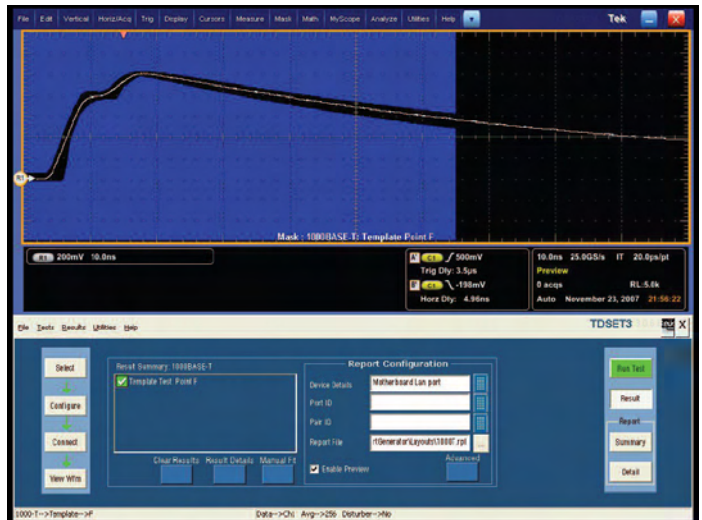 File Edit Vertical Horiz/Acq Trig Display Cursors Measure Mask Math MyScope Analyze Utilities Help Tek X
R1
Mask : 1000BASE-T: Template Point F
R1 200mV 10.0ns
A' C1 500mV
Trig Dly: 3.5µs
B' C1 -198mV
Horz Dly: 4.96ns
10.0ns 25.0GS/s IT 20.0ps/pt
Preview
0 acqs RL:5.0k
Auto November 23, 2007 21:56:22
File Tests Results Utilities Help TDSET3 X
Select
Configure
Connect
View Wfms
Reset Summary: 1000BASE-T
Template Test Point F
Clear Results Result Details Manual Fit
Report Configuration
Device Details Motherboard Lan port
Port ID
Pair ID
Report File rtGenerator\Layouts\1000T.rpl ...
Enable Preview Advanced
Run Test
Result
Report
Summary
Detail
1000-T-->Template-->F Data-->Ch1 Avg-->256 Disturber-->No